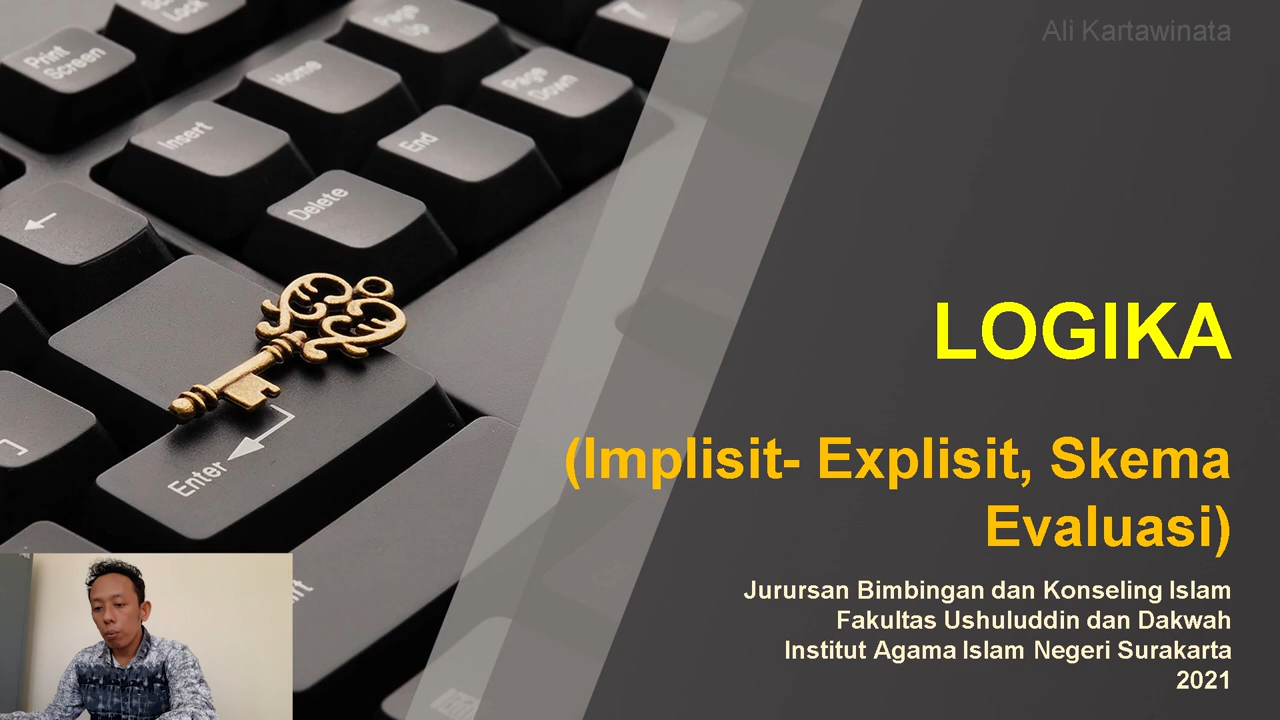 Ali Kartawinata
Print Screen
Scroll Lock
Page Up
7
Home
Page Down
Insert
End
Delete
Enter
LOGIKA
(Implisit- Explisit, Skema
Evaluasi)
Jurursan Bimbingan dan Konseling Islam
Fakultas Ushuluddin dan Dakwah
Institut Agama Islam Negeri Surakarta
2021